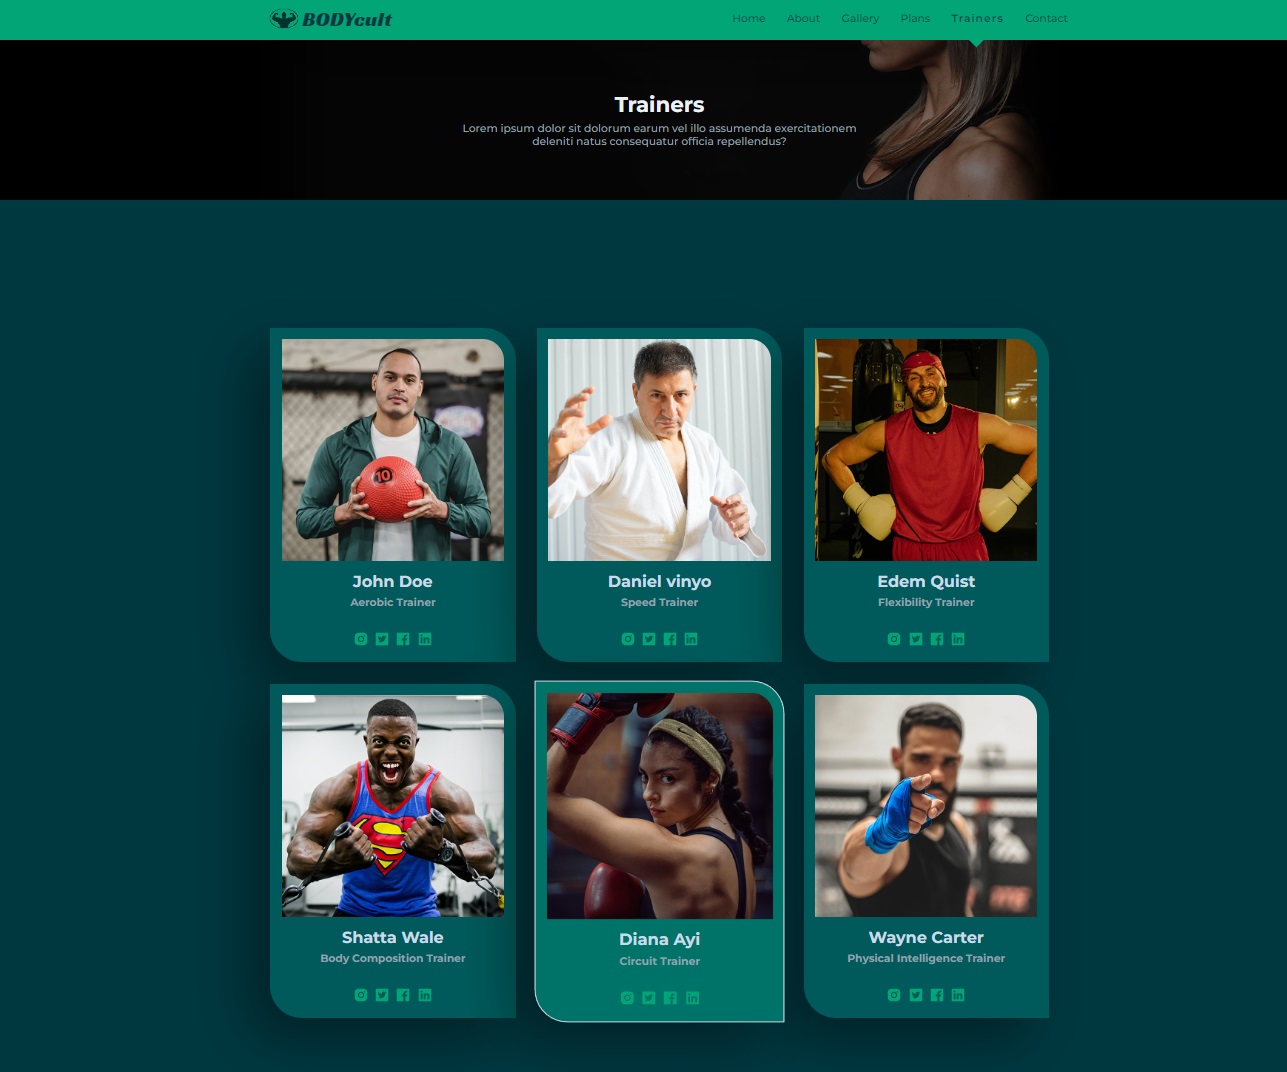 BODYcult
Home About Gallery Plans Trainers Contact
Trainers
Lorem ipsum dolor sit dolorum earum vel illo assumenda exercitationem
deleniti natus consequatur officia repellendus?
10
John Doe
Aerobic Trainer
Daniel vinyo
Speed Trainer
Edem Quist
Flexibility Trainer
Shatta Wale
Body Composition Trainer
Diana Ayi
Circuit Trainer
Wayne Carter
Physical Intelligence Trainer